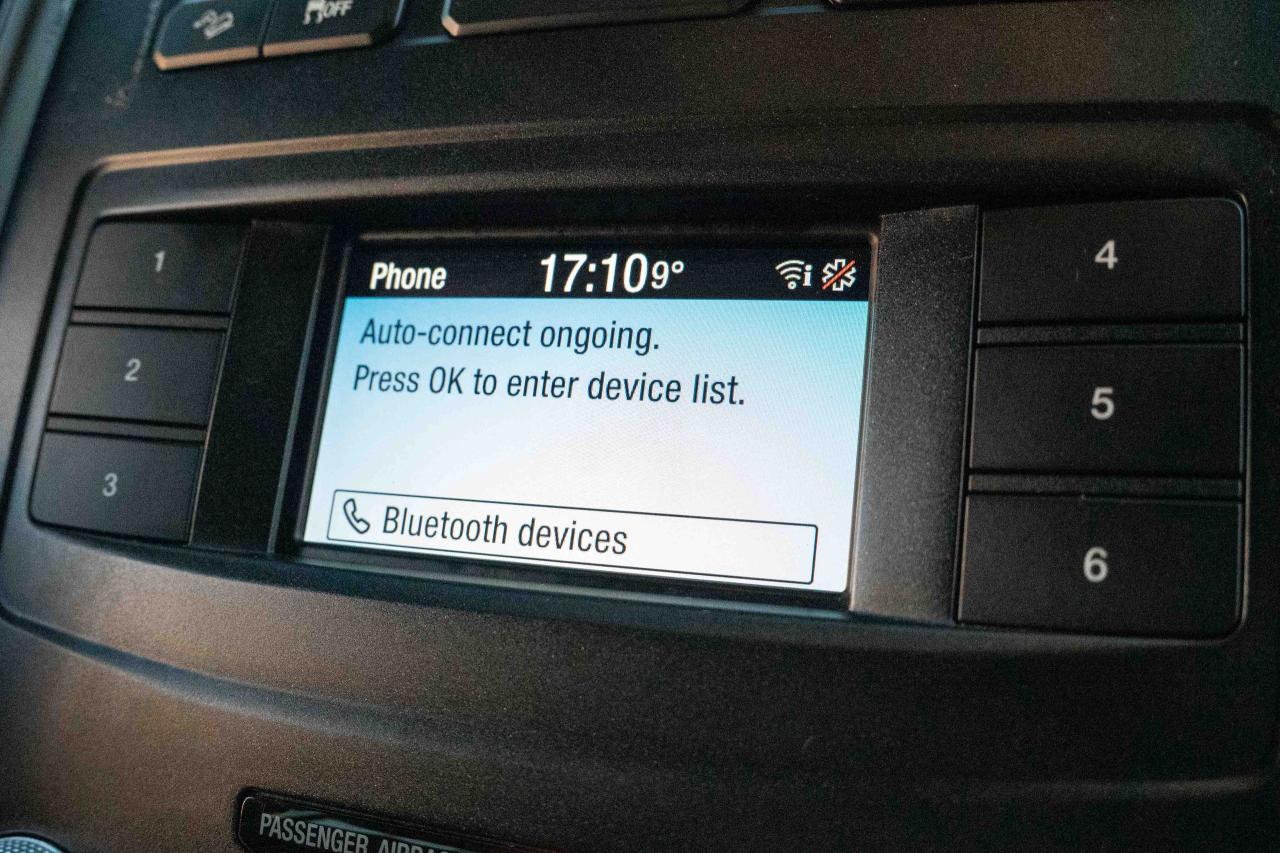 OFF
1
2
3
Phone 17:10 9° i
Auto-connect ongoing.
Press OK to enter device list.
Bluetooth devices
4
5
6
PASSENGER